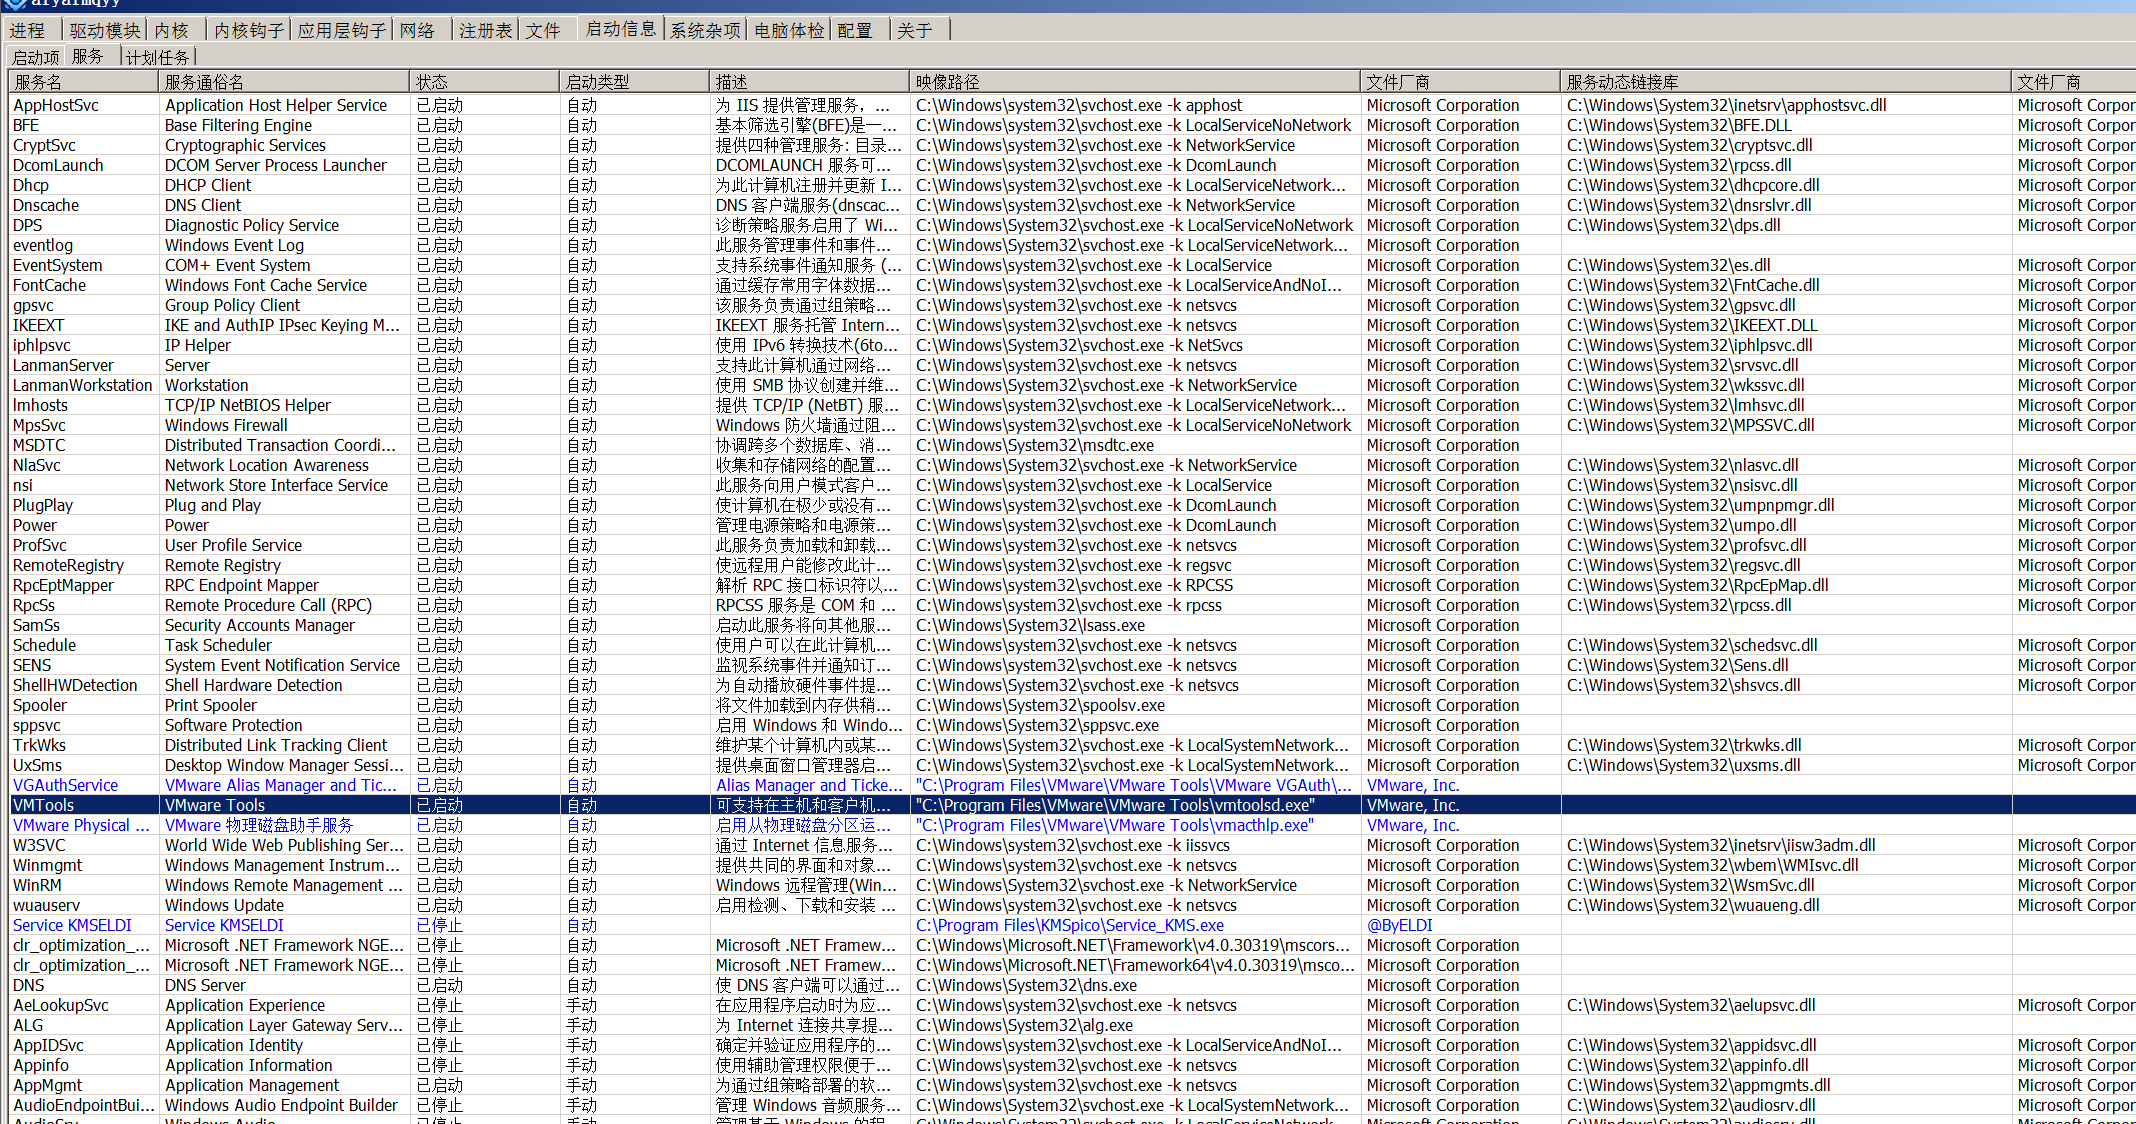 进程 驱动模块 内核 内核钩子 应用层钩子 网络 注册表 文件 启动信息 系统杂项 电脑体检 配置 关于
启动项 服务 计划任务
服务名 服务通俗名 状态 启动类型 描述 映像路径 文件厂商 服务动态链接库 文件厂商
AppHostSvc Application Host Helper Service 已启动 自动 为 IIS 提供管理服务，... C:\Windows\system32\svchost.exe -k apphost Microsoft Corporation C:\Windows\System32\inetsrv\apphostsvc.dll Microsoft Corpor
BFE Base Filtering Engine 已启动 自动 基本筛选引擎(BFE)是一... C:\Windows\system32\svchost.exe -k LocalServiceNoNetwork Microsoft Corporation C:\Windows\System32\BFE.DLL Microsoft Corpor
CryptSvc Cryptographic Services 已启动 自动 提供四种管理服务: 目录... C:\Windows\system32\svchost.exe -k NetworkService Microsoft Corporation C:\Windows\System32\cryptsvc.dll Microsoft Corpor
DcomLaunch DCOM Server Process Launcher 已启动 自动 DCOMLAUNCH 服务可... C:\Windows\system32\svchost.exe -k DcomLaunch Microsoft Corporation C:\Windows\System32\rpcss.dll Microsoft Corpor
Dhcp DHCP Client 已启动 自动 为此计算机注册并更新 I... C:\Windows\system32\svchost.exe -k LocalServiceNetwork... Microsoft Corporation C:\Windows\System32\dhcpcore.dll Microsoft Corpor
Dnscache DNS Client 已启动 自动 DNS 客户端服务(dnscac... C:\Windows\system32\svchost.exe -k NetworkService Microsoft Corporation C:\Windows\System32\dnsrslvr.dll Microsoft Corpor
DPS Diagnostic Policy Service 已启动 自动 诊断策略服务启用了 Wi... C:\Windows\System32\svchost.exe -k LocalServiceNoNetwork Microsoft Corporation C:\Windows\System32\dps.dll Microsoft Corpor
eventlog Windows Event Log 已启动 自动 此服务管理事件和事件... C:\Windows\System32\svchost.exe -k LocalServiceNetwork... Microsoft Corporation
EventSystem COM+ Event System 已启动 自动 支持系统事件通知服务 (... C:\Windows\system32\svchost.exe -k LocalService Microsoft Corporation C:\Windows\System32\es.dll Microsoft Corpor
FontCache Windows Font Cache Service 已启动 自动 通过缓存常用字体数据... C:\Windows\system32\svchost.exe -k LocalServiceAndNoI... Microsoft Corporation C:\Windows\System32\FntCache.dll Microsoft Corpor
gpsvc Group Policy Client 已启动 自动 该服务负责通过组策略... C:\Windows\system32\svchost.exe -k netsvcs Microsoft Corporation C:\Windows\System32\gpsvc.dll Microsoft Corpor
IKEEXT IKE and AuthIP IPsec Keying M... 已启动 自动 IKEEXT 服务托管 Intern... C:\Windows\system32\svchost.exe -k netsvcs Microsoft Corporation C:\Windows\System32\IKEEXT.DLL Microsoft Corpor
iphlpsvc IP Helper 已启动 自动 使用 IPv6 转换技术(6to... C:\Windows\System32\svchost.exe -k NetSvcs Microsoft Corporation C:\Windows\System32\iphlpsvc.dll Microsoft Corpor
LanmanServer Server 已启动 自动 支持此计算机通过网络... C:\Windows\system32\svchost.exe -k netsvcs Microsoft Corporation C:\Windows\System32\srvsvc.dll Microsoft Corpor
LanmanWorkstation Workstation 已启动 自动 使用 SMB 协议创建并维... C:\Windows\System32\svchost.exe -k NetworkService Microsoft Corporation C:\Windows\System32\wkssvc.dll Microsoft Corpor
lmhosts TCP/IP NetBIOS Helper 已启动 自动 提供 TCP/IP (NetBT) 服... C:\Windows\system32\svchost.exe -k LocalServiceNetwork... Microsoft Corporation C:\Windows\System32\lmhsvc.dll Microsoft Corpor
MpsSvc Windows Firewall 已启动 自动 Windows 防火墙通过阻... C:\Windows\system32\svchost.exe -k LocalServiceNoNetwork Microsoft Corporation C:\Windows\System32\MPSSVC.dll Microsoft Corpor
MSDTC Distributed Transaction Coordi... 已启动 自动 协调跨多个数据库、消... C:\Windows\System32\msdtc.exe Microsoft Corporation
NlaSvc Network Location Awareness 已启动 自动 收集和存储网络的配置... C:\Windows\System32\svchost.exe -k NetworkService Microsoft Corporation C:\Windows\System32\nlasvc.dll Microsoft Corpor
nsi Network Store Interface Service 已启动 自动 此服务向用户模式客户... C:\Windows\system32\svchost.exe -k LocalService Microsoft Corporation C:\Windows\System32\nsisvc.dll Microsoft Corpor
PlugPlay Plug and Play 已启动 自动 使计算机在极少或没有... C:\Windows\system32\svchost.exe -k DcomLaunch Microsoft Corporation C:\Windows\System32\umpnpmgr.dll Microsoft Corpor
Power Power 已启动 自动 管理电源策略和电源策... C:\Windows\system32\svchost.exe -k DcomLaunch Microsoft Corporation C:\Windows\System32\umpo.dll Microsoft Corpor
ProfSvc User Profile Service 已启动 自动 此服务负责加载和卸载... C:\Windows\system32\svchost.exe -k netsvcs Microsoft Corporation C:\Windows\System32\profsvc.dll Microsoft Corpor
RemoteRegistry Remote Registry 已启动 自动 使远程用户能修改此计... C:\Windows\system32\svchost.exe -k regsvc Microsoft Corporation C:\Windows\System32\regsvc.dll Microsoft Corpor
RpcEptMapper RPC Endpoint Mapper 已启动 自动 解析 RPC 接口标识符以... C:\Windows\system32\svchost.exe -k RPCSS Microsoft Corporation C:\Windows\System32\RpcEpMap.dll Microsoft Corpor
RpcSs Remote Procedure Call (RPC) 已启动 自动 RPCSS 服务是 COM 和 ... C:\Windows\system32\svchost.exe -k rpcss Microsoft Corporation C:\Windows\System32\rpcss.dll Microsoft Corpor
SamSs Security Accounts Manager 已启动 自动 启动此服务将向其他服... C:\Windows\System32\lsass.exe Microsoft Corporation
Schedule Task Scheduler 已启动 自动 使用户可以在此计算机... C:\Windows\system32\svchost.exe -k netsvcs Microsoft Corporation C:\Windows\System32\schedsvc.dll Microsoft Corpor
SENS System Event Notification Service 已启动 自动 监视系统事件并通知订... C:\Windows\system32\svchost.exe -k netsvcs Microsoft Corporation C:\Windows\System32\Sens.dll Microsoft Corpor
ShellHWDetection Shell Hardware Detection 已启动 自动 为自动播放硬件事件提... C:\Windows\System32\svchost.exe -k netsvcs Microsoft Corporation C:\Windows\System32\shsvcs.dll Microsoft Corpor
Spooler Print Spooler 已启动 自动 将文件加载到内存供稍... C:\Windows\System32\spoolsv.exe Microsoft Corporation
sppsvc Software Protection 已启动 自动 启用 Windows 和 Windo... C:\Windows\System32\sppsvc.exe Microsoft Corporation
TrkWks Distributed Link Tracking Client 已启动 自动 维护某个计算机内或某... C:\Windows\System32\svchost.exe -k LocalSystemNetwork... Microsoft Corporation C:\Windows\System32\trkwks.dll Microsoft Corpor
UxSms Desktop Window Manager Sessi... 已启动 自动 提供桌面窗口管理器启... C:\Windows\System32\svchost.exe -k LocalSystemNetwork... Microsoft Corporation C:\Windows\System32\uxsms.dll Microsoft Corpor
VGAuthService VMware Alias Manager and Tic... 已启动 自动 Alias Manager and Ticke... "C:\Program Files\VMware\VMware Tools\VMware VGAuth\... VMware, Inc.
VMTools VMware Tools 已启动 自动 可支持在主机和客户机... "C:\Program Files\VMware\VMware Tools\vmtoolsd.exe" VMware, Inc.
VMware Physical ... VMware 物理磁盘助手服务 已启动 自动 启用从物理磁盘分区运... "C:\Program Files\VMware\VMware Tools\vmacthlp.exe" VMware, Inc.
W3SVC World Wide Web Publishing Ser... 已启动 自动 通过 Internet 信息服务... C:\Windows\system32\svchost.exe -k iissvcs Microsoft Corporation C:\Windows\System32\inetsrv\iisw3adm.dll Microsoft Corpor
Winmgmt Windows Management Instrum... 已启动 自动 提供共同的界面和对象... C:\Windows\system32\svchost.exe -k netsvcs Microsoft Corporation C:\Windows\System32\wbem\WMIsvc.dll Microsoft Corpor
WinRM Windows Remote Management ... 已启动 自动 Windows 远程管理(Win... C:\Windows\System32\svchost.exe -k NetworkService Microsoft Corporation C:\Windows\System32\WsmSvc.dll Microsoft Corpor
wuauserv Windows Update 已启动 自动 启用检测、下载和安装 ... C:\Windows\system32\svchost.exe -k netsvcs Microsoft Corporation C:\Windows\System32\wuaueng.dll Microsoft Corpor
Service KMSELDI Service KMSELDI 已停止 自动 C:\Program Files\KMSpico\Service_KMS.exe @ByELDI
clr_optimization_... Microsoft .NET Framework NGE... 已停止 自动 Microsoft .NET Framew... C:\Windows\Microsoft.NET\Framework\v4.0.30319\mscors... Microsoft Corporation
clr_optimization_... Microsoft .NET Framework NGE... 已停止 自动 Microsoft .NET Framew... C:\Windows\Microsoft.NET\Framework64\v4.0.30319\msco... Microsoft Corporation
DNS DNS Server 已停止 自动 使 DNS 客户端可以通过... C:\Windows\System32\dns.exe Microsoft Corporation
AeLookupSvc Application Experience 已停止 手动 在应用程序启动时为应... C:\Windows\system32\svchost.exe -k netsvcs Microsoft Corporation C:\Windows\System32\aelupsvc.dll Microsoft Corpor
ALG Application Layer Gateway Serv... 已停止 手动 为 Internet 连接共享提... C:\Windows\System32\alg.exe Microsoft Corporation
AppIDSvc Application Identity 已停止 手动 确定并验证应用程序的... C:\Windows\system32\svchost.exe -k LocalServiceAndNoI... Microsoft Corporation C:\Windows\System32\appidsvc.dll Microsoft Corpor
Appinfo Application Information 已停止 手动 使用辅助管理权限便于... C:\Windows\system32\svchost.exe -k netsvcs Microsoft Corporation C:\Windows\System32\appinfo.dll Microsoft Corpor
AppMgmt Application Management 已启动 手动 为通过组策略部署的软... C:\Windows\system32\svchost.exe -k netsvcs Microsoft Corporation C:\Windows\System32\appmgmts.dll Microsoft Corpor
AudioEndpointBui... Windows Audio Endpoint Builder 已停止 手动 管理 Windows 音频服务... C:\Windows\System32\svchost.exe -k LocalSystemNetwork... Microsoft Corporation C:\Windows\System32\audiosrv.dll Microsoft Corpor